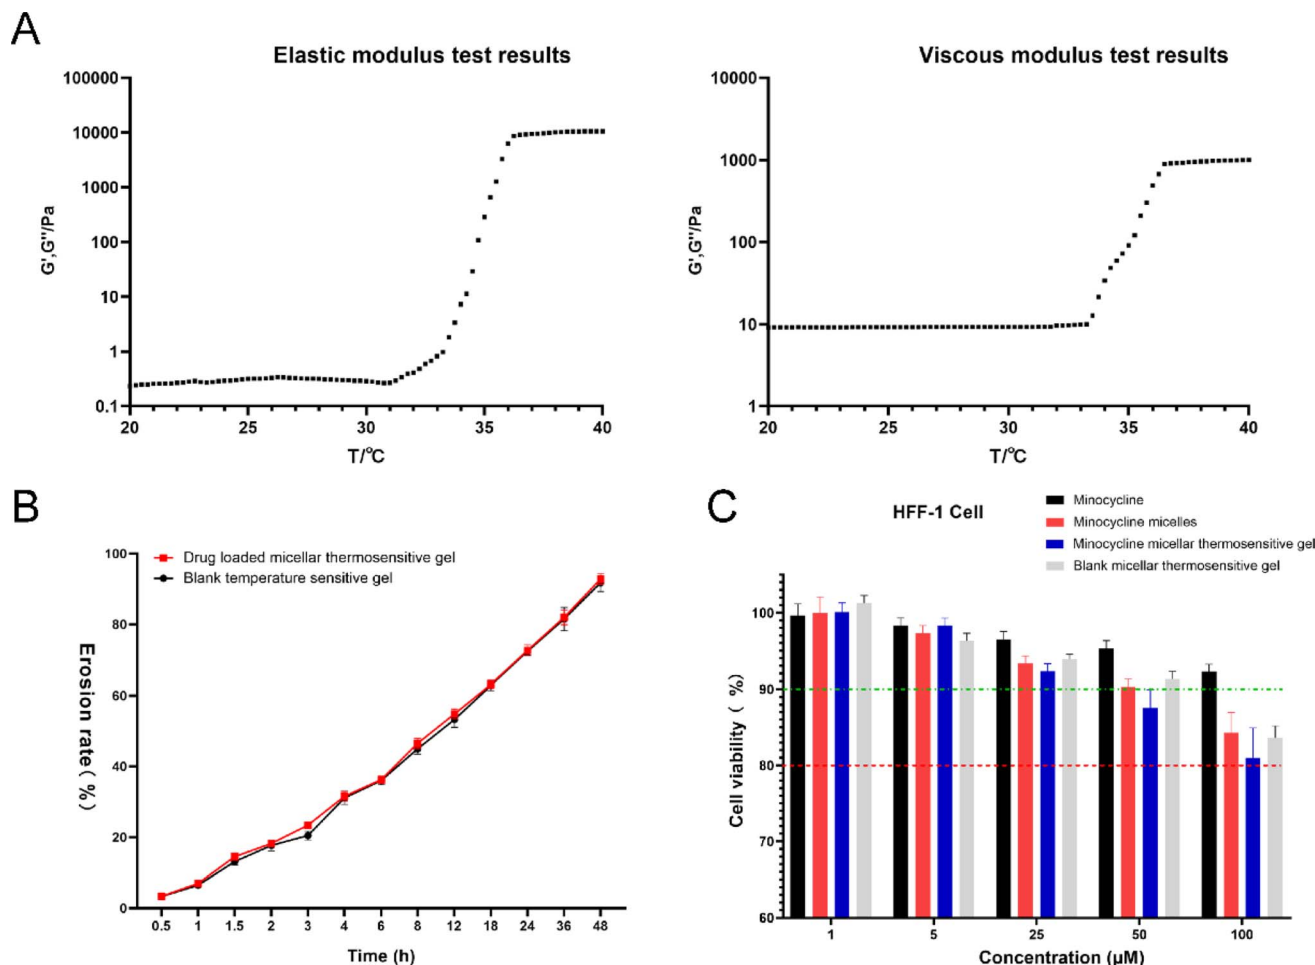 A
Elastic modulus test results
100000
10000
1000
100
10
1
0.1
G',G''/Pa
20 25 30 35 40
T/°C
Viscous modulus test results
10000
1000
100
10
1
G',G''/Pa
20 25 30 35 40
T/°C
B
Drug loaded micellar thermosensitive gel
Blank temperature sensitive gel
100
80
60
40
20
0
Erosion rate( %)
0.5 1 1.5 2 3 4 6 8 12 18 24 36 48
Time (h)
C
HFF-1 Cell
Minocycline
Minocycline micelles
Minocycline micellar thermosensitive gel
Blank micellar thermosensitive gel
100
90
80
70
60
Cell viability( %)
1 5 25 50 100
Concentration (μM)